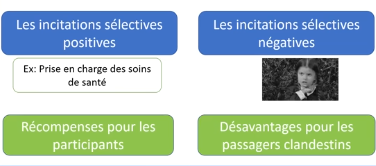 Les incitations sélectives
positives
Les incitations sélectives
négatives
Ex: Prise en charge des soins
de santé
Récompenses pour les
participants
Désavantages pour les
passagers clandestins